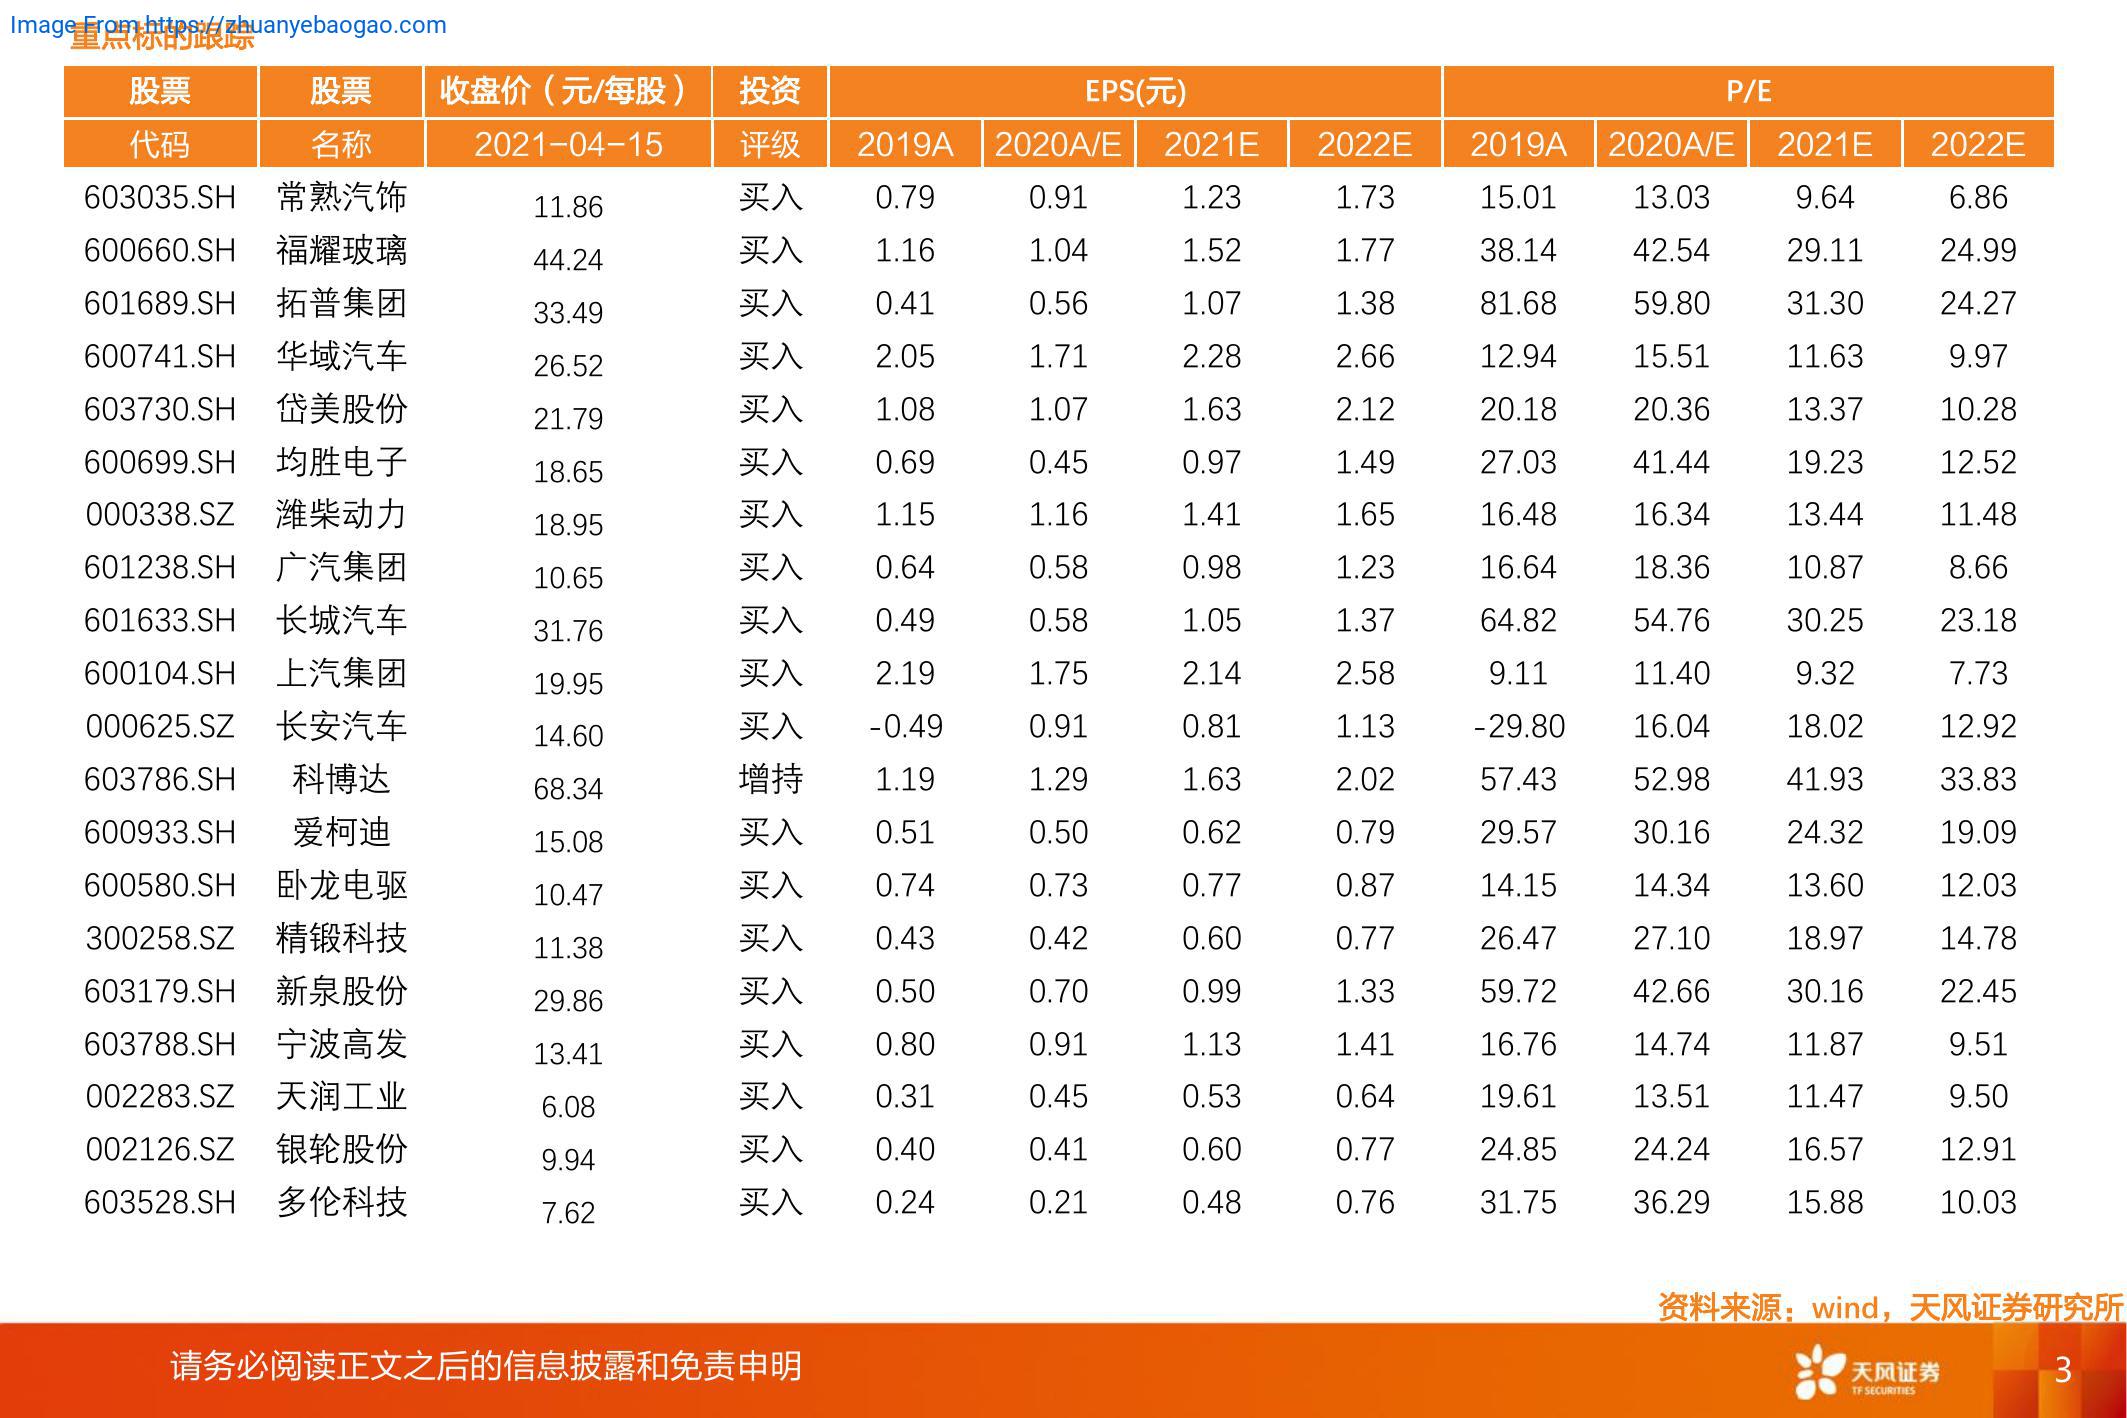 Image From https://zhuanyebaogao.com
重点标的跟踪
股票 股票 收盘价（元/每股） 投资 EPS(元) P/E
代码 名称 2021-04-15 评级 2019A 2020A/E 2021E 2022E 2019A 2020A/E 2021E 2022E
603035.SH 常熟汽饰 11.86 买入 0.79 0.91 1.23 1.73 15.01 13.03 9.64 6.86
600660.SH 福耀玻璃 44.24 买入 1.16 1.04 1.52 1.77 38.14 42.54 29.11 24.99
601689.SH 拓普集团 33.49 买入 0.41 0.56 1.07 1.38 81.68 59.80 31.30 24.27
600741.SH 华域汽车 26.52 买入 2.05 1.71 2.28 2.66 12.94 15.51 11.63 9.97
603730.SH 岱美股份 21.79 买入 1.08 1.07 1.63 2.12 20.18 20.36 13.37 10.28
600699.SH 均胜电子 18.65 买入 0.69 0.45 0.97 1.49 27.03 41.44 19.23 12.52
000338.SZ 潍柴动力 18.95 买入 1.15 1.16 1.41 1.65 16.48 16.34 13.44 11.48
601238.SH 广汽集团 10.65 买入 0.64 0.58 0.98 1.23 16.64 18.36 10.87 8.66
601633.SH 长城汽车 31.76 买入 0.49 0.58 1.05 1.37 64.82 54.76 30.25 23.18
600104.SH 上汽集团 19.95 买入 2.19 1.75 2.14 2.58 9.11 11.40 9.32 7.73
000625.SZ 长安汽车 14.60 买入 -0.49 0.91 0.81 1.13 -29.80 16.04 18.02 12.92
603786.SH 科博达 68.34 增持 1.19 1.29 1.63 2.02 57.43 52.98 41.93 33.83
600933.SH 爱柯迪 15.08 买入 0.51 0.50 0.62 0.79 29.57 30.16 24.32 19.09
600580.SH 卧龙电驱 10.47 买入 0.74 0.73 0.77 0.87 14.15 14.34 13.60 12.03
300258.SZ 精锻科技 11.38 买入 0.43 0.42 0.60 0.77 26.47 27.10 18.97 14.78
603179.SH 新泉股份 29.86 买入 0.50 0.70 0.99 1.33 59.72 42.66 30.16 22.45
603788.SH 宁波高发 13.41 买入 0.80 0.91 1.13 1.41 16.76 14.74 11.87 9.51
002283.SZ 天润工业 6.08 买入 0.31 0.45 0.53 0.64 19.61 13.51 11.47 9.50
002126.SZ 银轮股份 9.94 买入 0.40 0.41 0.60 0.77 24.85 24.24 16.57 12.91
603528.SH 多伦科技 7.62 买入 0.24 0.21 0.48 0.76 31.75 36.29 15.88 10.03
资料来源：wind，天风证券研究所
请务必阅读正文之后的信息披露和免责申明
天风证券
TF SECURITIES
3